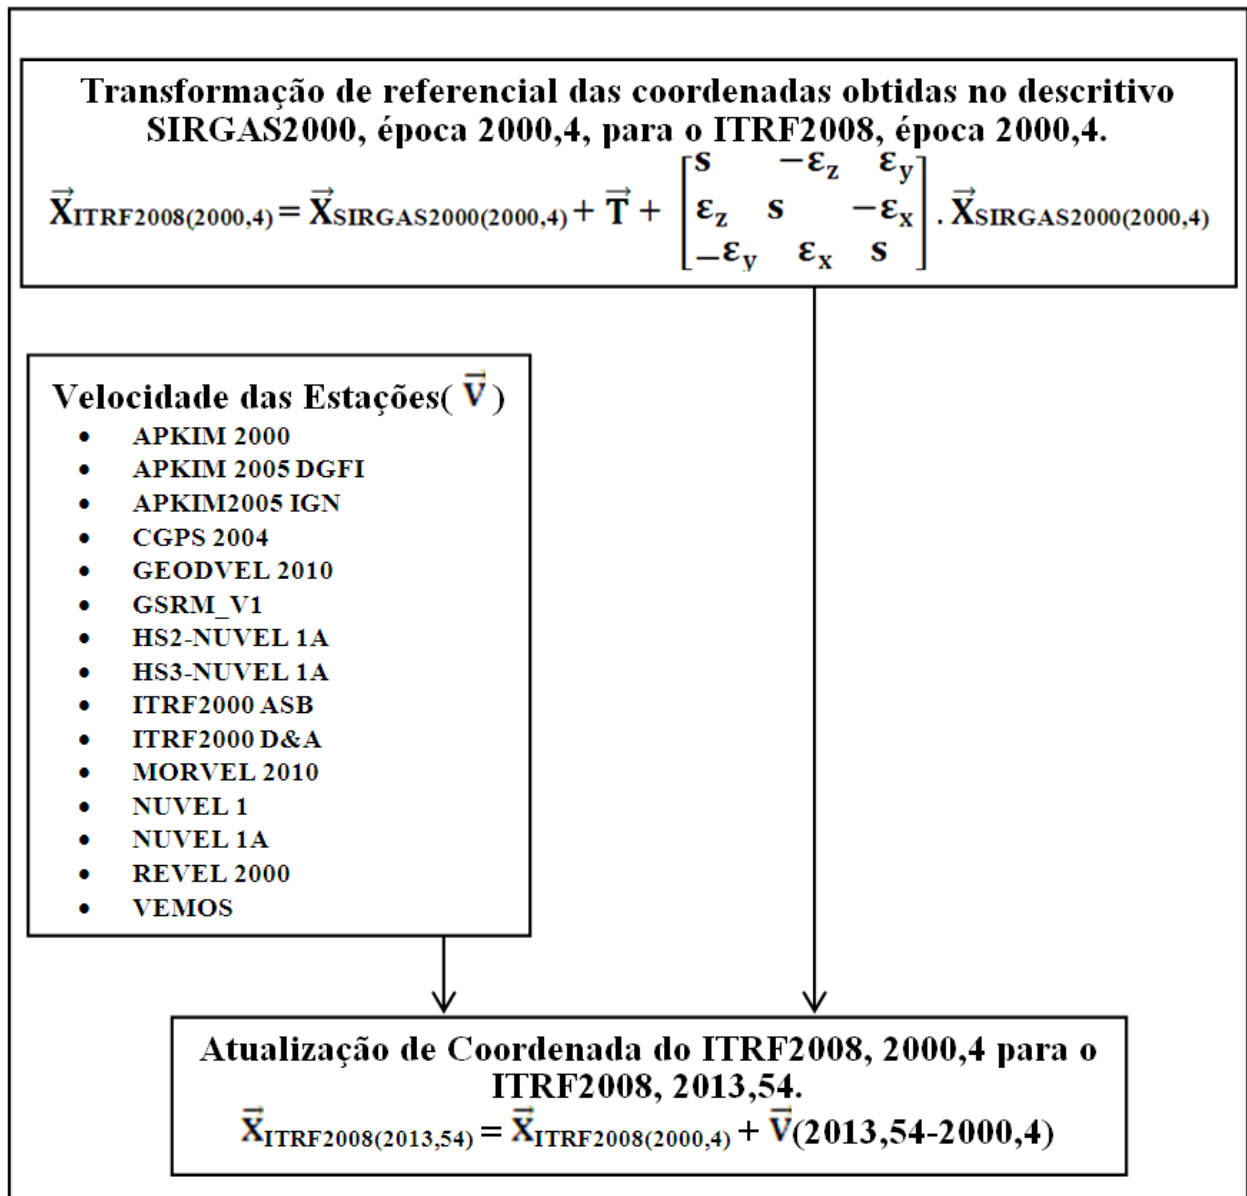 Transformação de referencial das coordenadas obtidas no descritivo
SIRGAS2000, época 2000,4, para o ITRF2008, época 2000,4.
X⃗ITRF2008(2000,4) = X⃗SIRGAS2000(2000,4) + T⃗ + [s −εz εy; εz s −εx; −εy εx s] . X⃗SIRGAS2000(2000,4)
Velocidade das Estações( V⃗ )
• APKIM 2000
• APKIM 2005 DGFI
• APKIM2005 IGN
• CGPS 2004
• GEODVEL 2010
• GSRM_V1
• HS2-NUVEL 1A
• HS3-NUVEL 1A
• ITRF2000 ASB
• ITRF2000 D&A
• MORVEL 2010
• NUVEL 1
• NUVEL 1A
• REVEL 2000
• VEMOS
Atualização de Coordenada do ITRF2008, 2000,4 para o
ITRF2008, 2013,54.
X⃗ITRF2008(2013,54) = X⃗ITRF2008(2000,4) + V⃗(2013,54-2000,4)